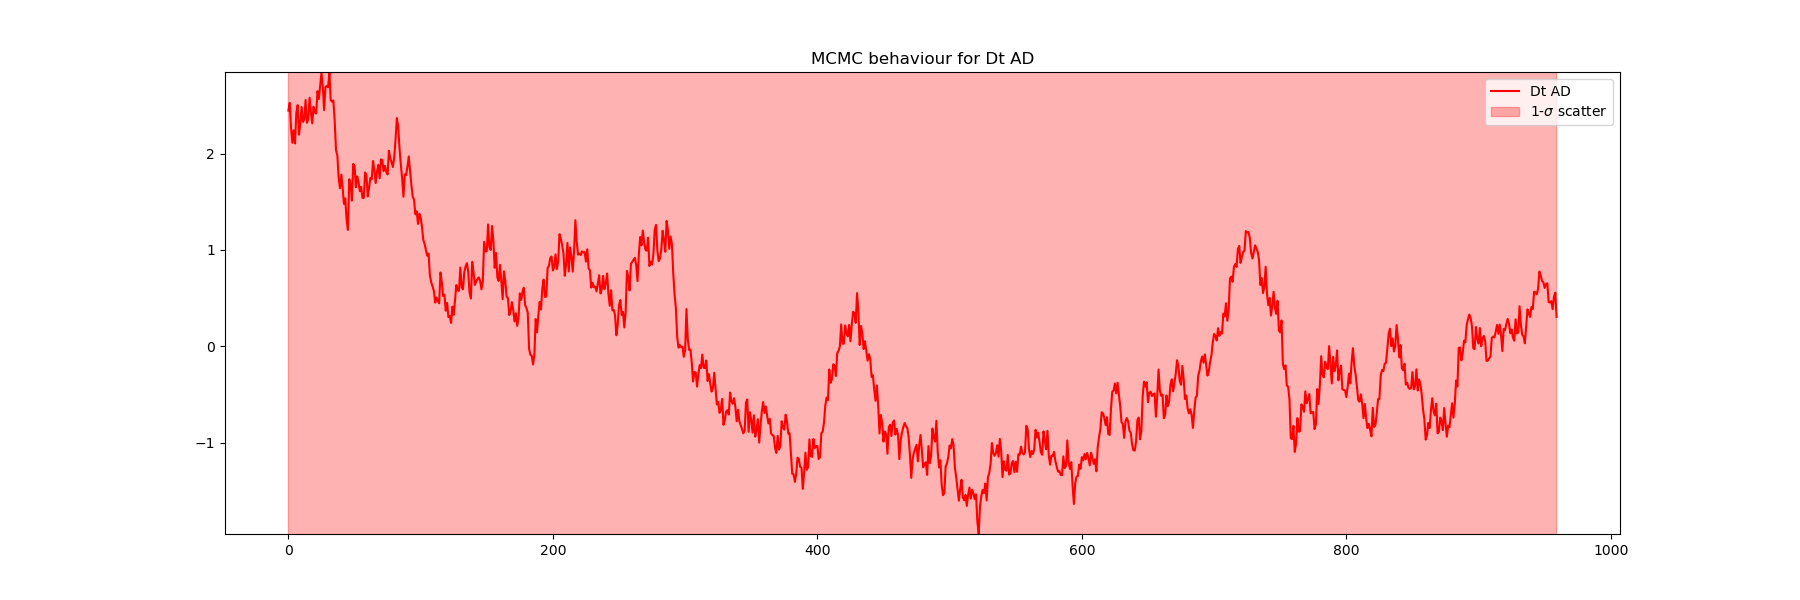 MCMC behaviour for Dt AD
Dt AD
1-σ scatter
2
1
0
−1
0 200 400 600 800 1000